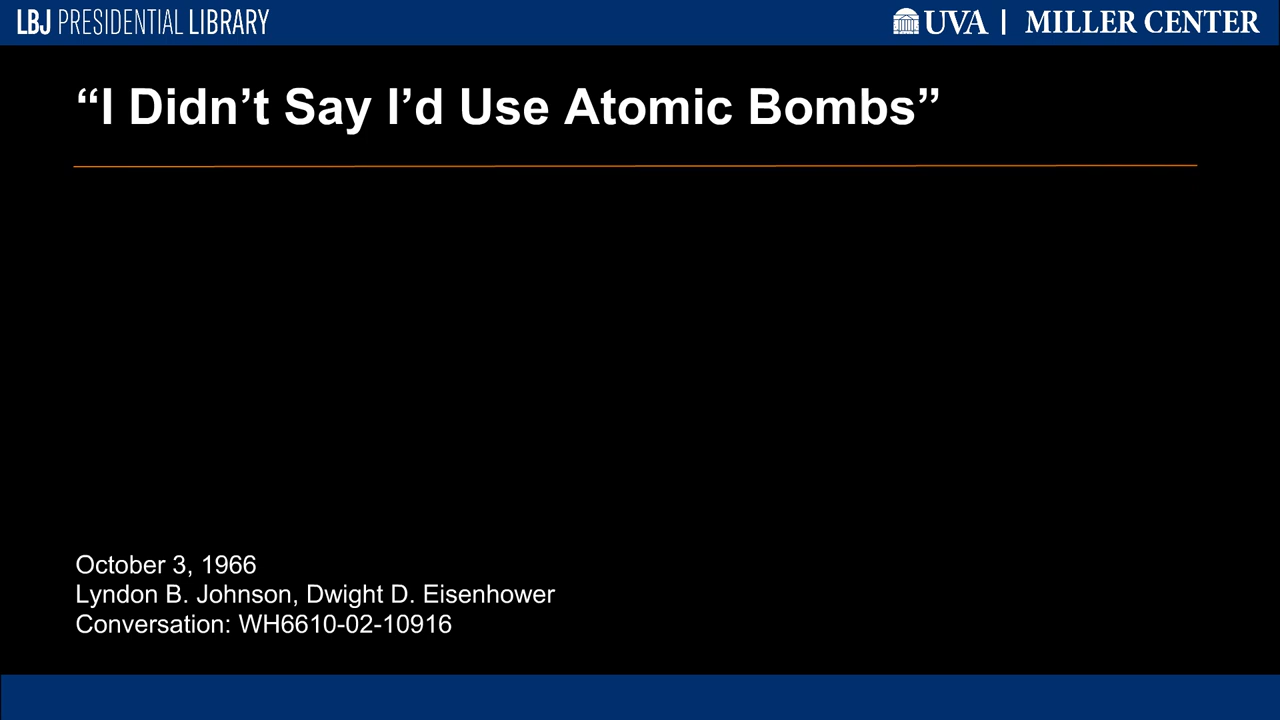 LBJ PRESIDENTIAL LIBRARY
UVA | MILLER CENTER
“I Didn’t Say I’d Use Atomic Bombs”
October 3, 1966
Lyndon B. Johnson, Dwight D. Eisenhower
Conversation: WH6610-02-10916